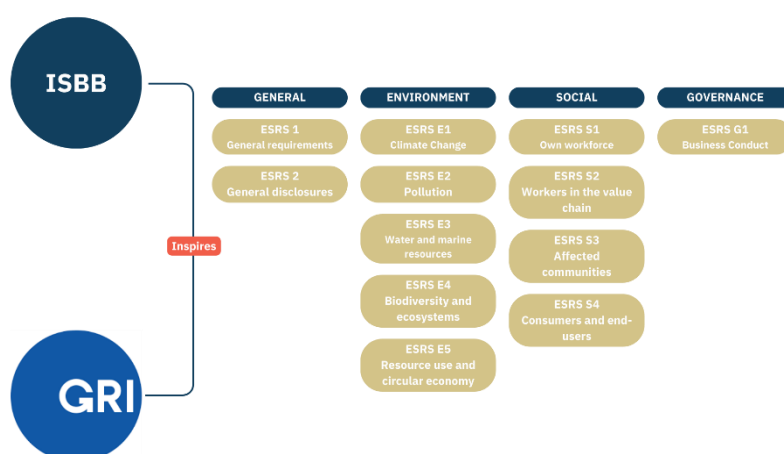 ISBB
GENERAL
ESRS 1
General requirements
ESRS 2
General disclosures
ENVIRONMENT
ESRS E1
Climate Change
ESRS E2
Pollution
ESRS E3
Water and marine
resources
ESRS E4
Biodiversity and
ecosystems
ESRS E5
Resource use and
circular economy
SOCIAL
ESRS S1
Own workforce
ESRS S2
Workers in the value
chain
ESRS S3
Affected
communities
ESRS S4
Consumers and end-
users
GOVERNANCE
ESRS G1
Business Conduct
Inspires
GRI